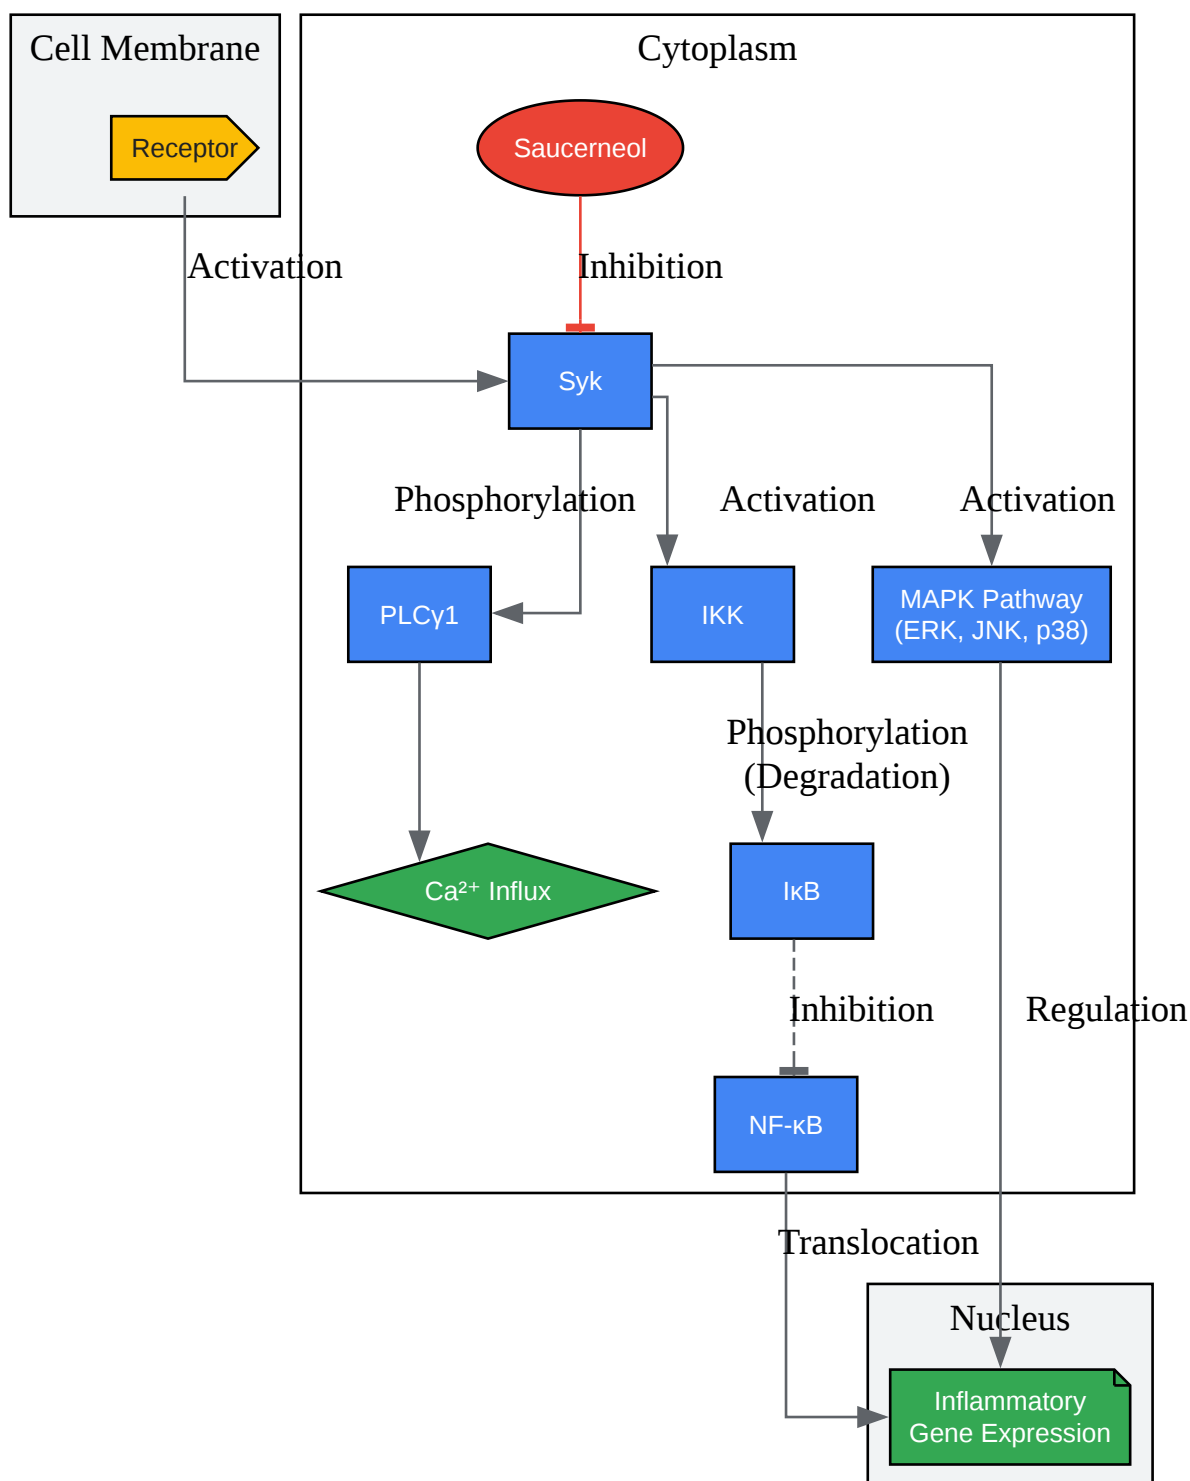 Cell Membrane
Cytoplasm
Receptor
Saucerneol
Activation
Inhibition
Syk
Phosphorylation
Activation
Activation
PLCγ1
IKK
MAPK Pathway
(ERK, JNK, p38)
Phosphorylation
(Degradation)
Ca²⁺ Influx
IκB
Inhibition
Regulation
NF-κB
Translocation
Nucleus
Inflammatory
Gene Expression